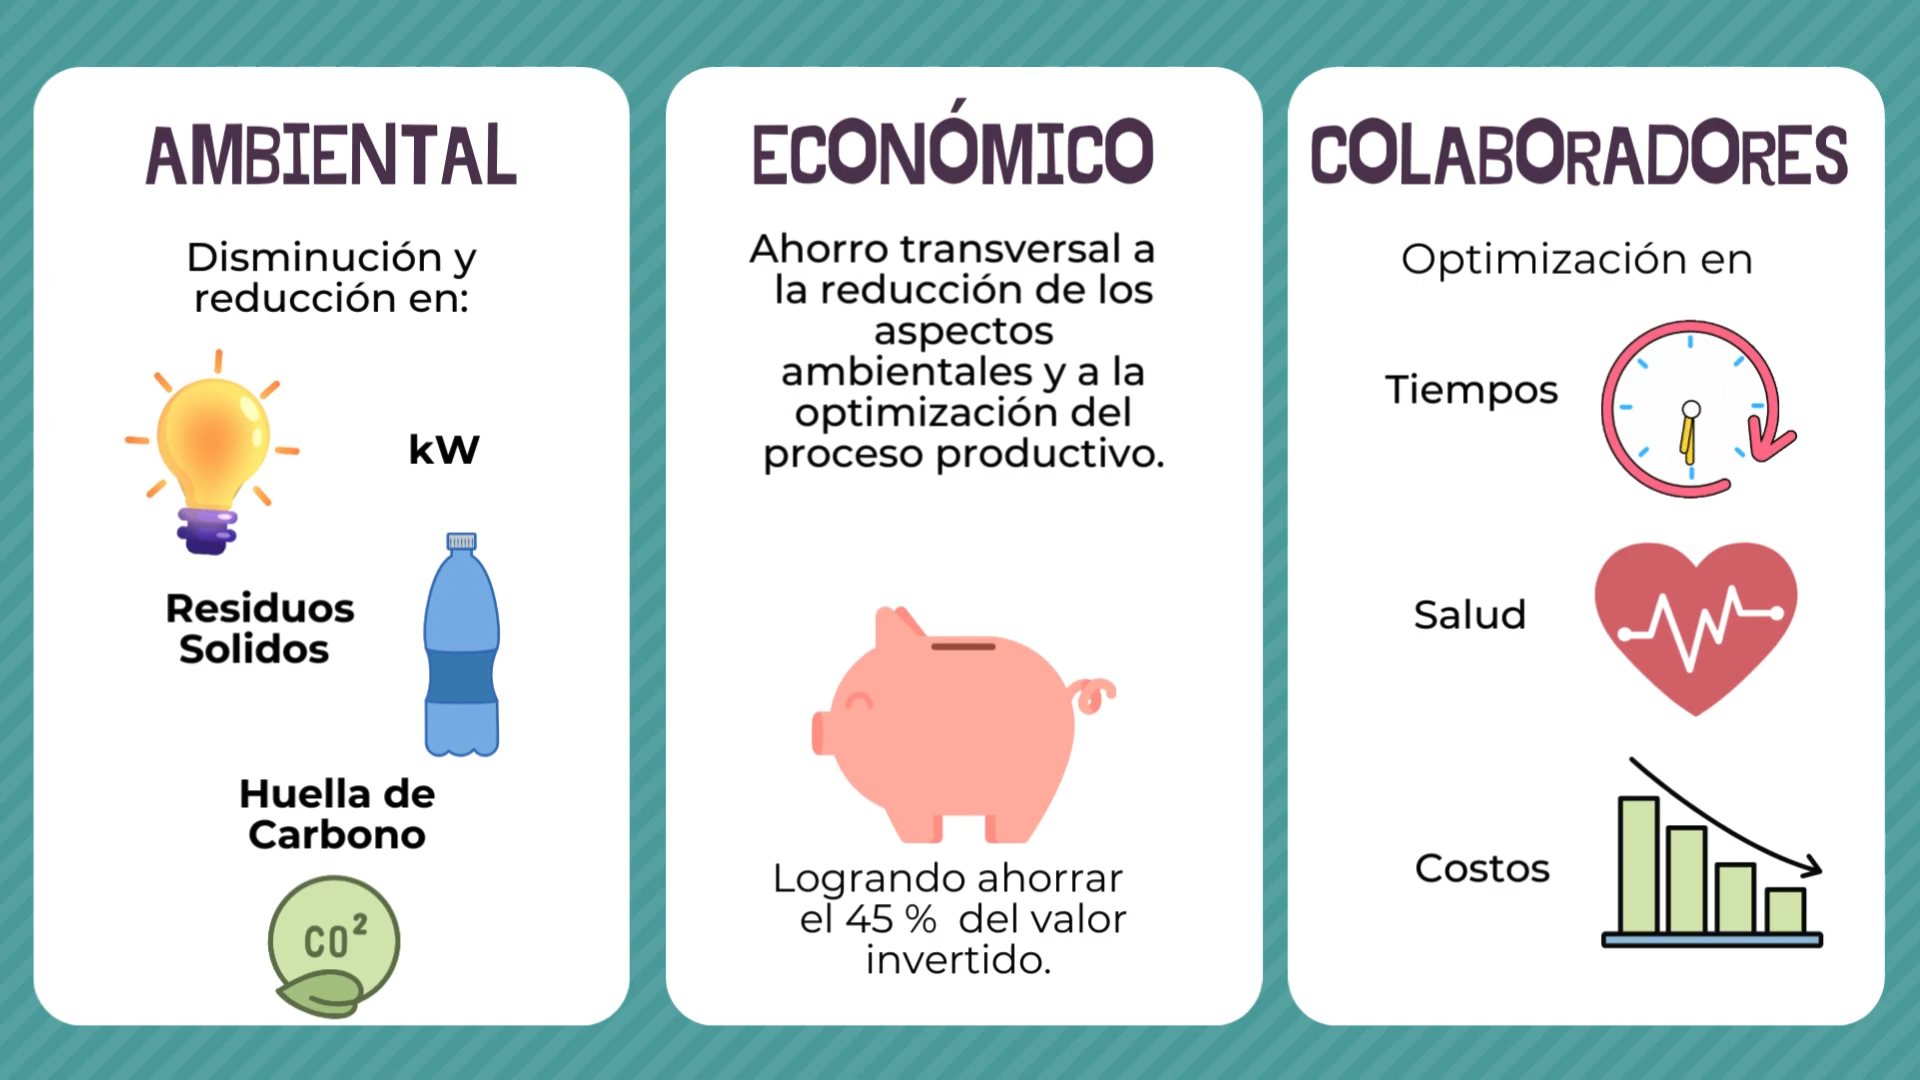 AMBIENTAL
Disminución y
reducción en:
kW
Residuos
Solidos
Huella de
Carbono
CO²
ECONÓMICO
Ahorro transversal a
la reducción de los
aspectos
ambientales y a la
optimización del
proceso productivo.
Logrando ahorrar
el 45 % del valor
invertido.
COLABORADORES
Optimización en
Tiempos
Salud
Costos